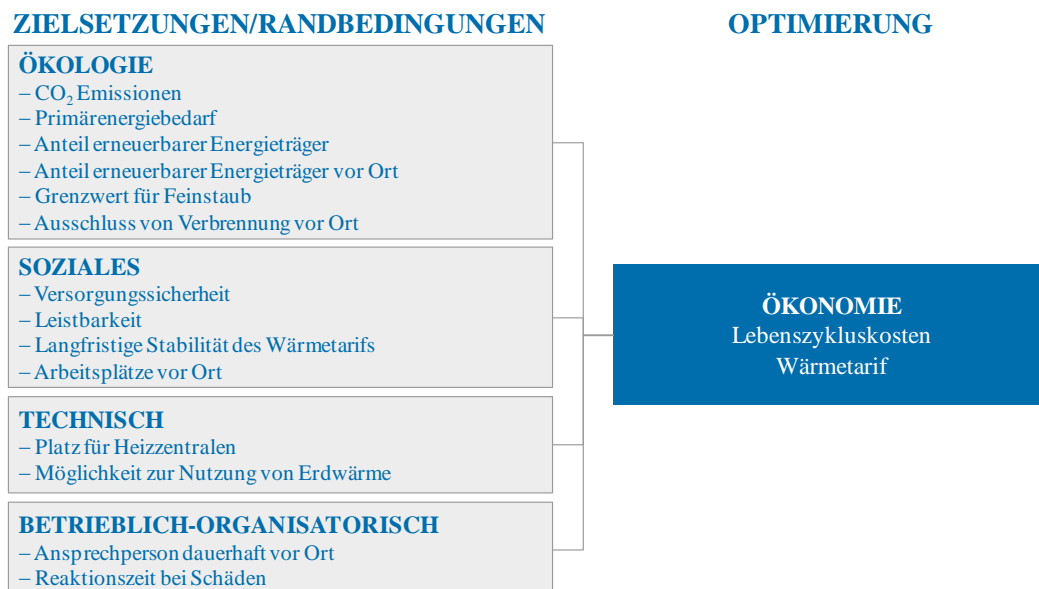 ZIELSETZUNGEN/RANDBEDINGUNGEN
ÖKOLOGIE
– CO₂ Emissionen
– Primärenergiebedarf
– Anteil erneuerbarer Energieträger
– Anteil erneuerbarer Energieträger vor Ort
– Grenzwert für Feinstaub
– Ausschluss von Verbrennung vor Ort
SOZIALES
– Versorgungssicherheit
– Leistbarkeit
– Langfristige Stabilität des Wärmetarifs
– Arbeitsplätze vor Ort
TECHNISCH
– Platz für Heizzentralen
– Möglichkeit zur Nutzung von Erdwärme
BETRIEBLICH-ORGANISATORISCH
– Ansprechperson dauerhaft vor Ort
– Reaktionszeit bei Schäden
OPTIMIERUNG
ÖKONOMIE
Lebenszykluskosten
Wärmetarif